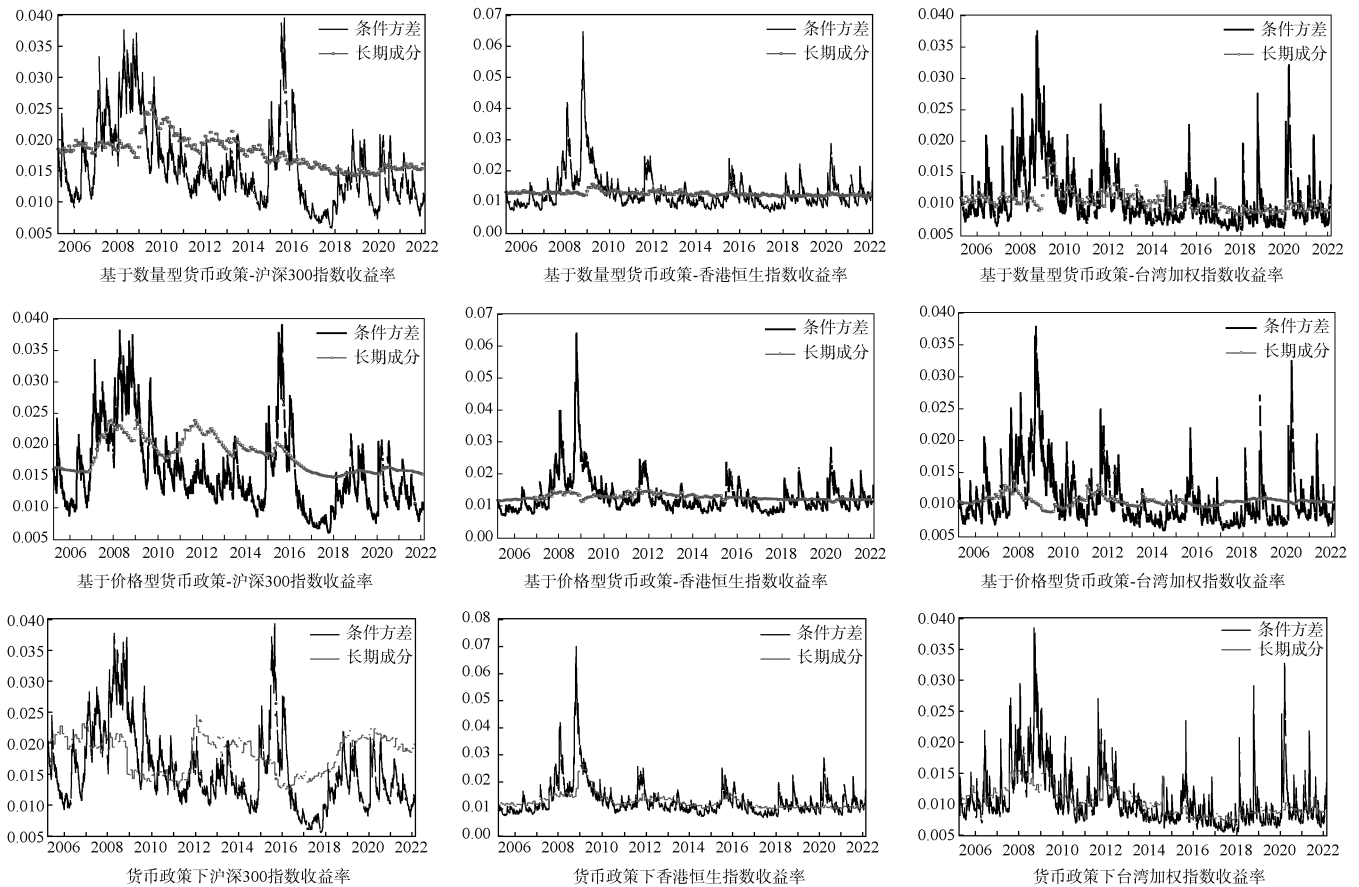 0.040
0.035
0.030
0.025
0.020
0.015
0.010
0.005
条件方差
长期成分
2006 2008 2010 2012 2014 2016 2018 2020 2022
基于数量型货币政策-沪深300指数收益率
0.07
0.06
0.05
0.04
0.03
0.02
0.01
0.00
条件方差
长期成分
2006 2008 2010 2012 2014 2016 2018 2020 2022
基于数量型货币政策-香港恒生指数收益率
0.040
0.035
0.030
0.025
0.020
0.015
0.010
0.005
条件方差
长期成分
2006 2008 2010 2012 2014 2016 2018 2020 2022
基于数量型货币政策-台湾加权指数收益率
0.040
0.035
0.030
0.025
0.020
0.015
0.010
0.005
条件方差
长期成分
2006 2008 2010 2012 2014 2016 2018 2020 2022
基于价格型货币政策-沪深300指数收益率
0.07
0.06
0.05
0.04
0.03
0.02
0.01
0.00
条件方差
长期成分
2006 2008 2010 2012 2014 2016 2018 2020 2022
基于价格型货币政策-香港恒生指数收益率
0.040
0.035
0.030
0.025
0.020
0.015
0.010
0.005
条件方差
长期成分
2006 2008 2010 2012 2014 2016 2018 2020 2022
基于价格型货币政策-台湾加权指数收益率
0.040
0.035
0.030
0.025
0.020
0.015
0.010
0.005
条件方差
长期成分
2006 2008 2010 2012 2014 2016 2018 2020 2022
货币政策下沪深300指数收益率
0.08
0.07
0.06
0.05
0.04
0.03
0.02
0.01
0.00
条件方差
长期成分
2006 2008 2010 2012 2014 2016 2018 2020 2022
货币政策下香港恒生指数收益率
0.040
0.035
0.030
0.025
0.020
0.015
0.010
0.005
条件方差
长期成分
2006 2008 2010 2012 2014 2016 2018 2020 2022
货币政策下台湾加权指数收益率